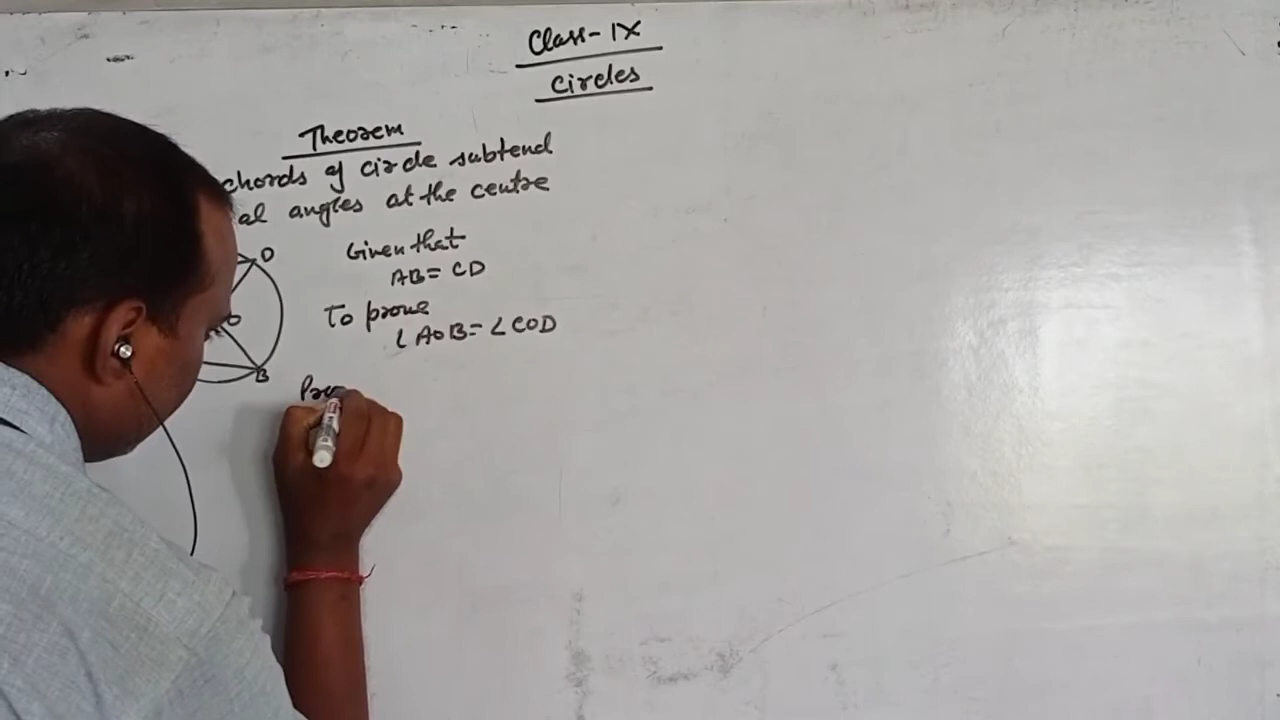 Class-IX
Circles
Theorem
chords of circle subtend
al angles at the centre
Given that
AB = CD
To prove
∠AOB = ∠COD
D
O
B